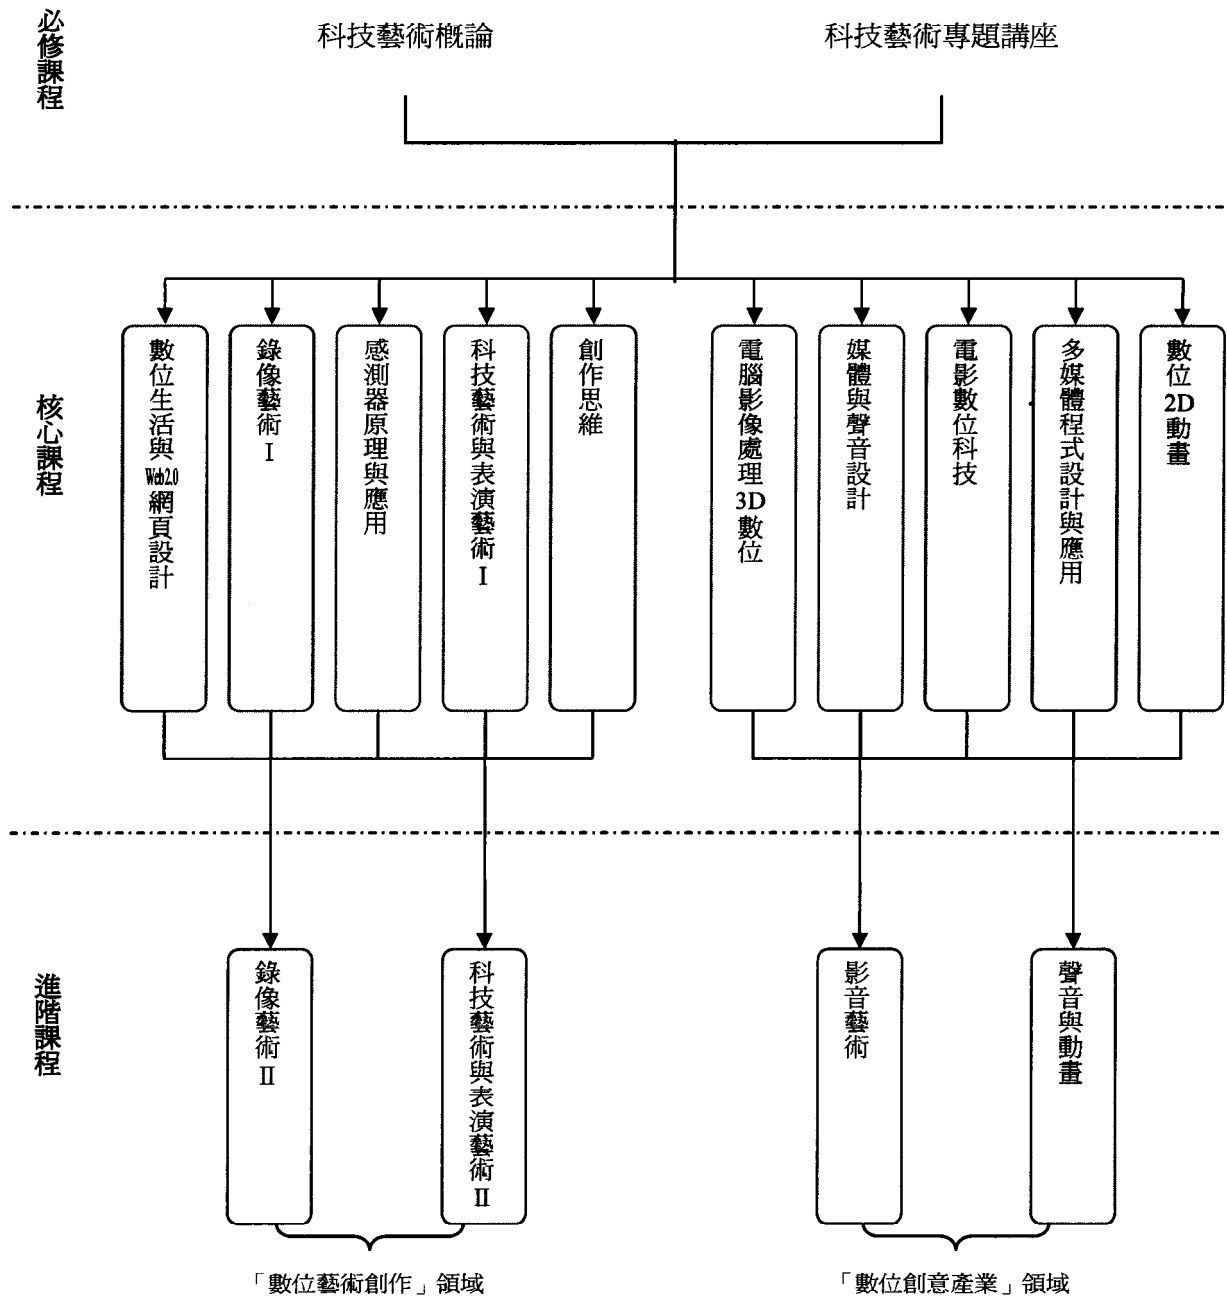 必修課程
科技藝術概論
科技藝術專題講座
核心課程
數位生活與Web2.0網頁設計
錄像藝術 I
感測器原理與應用
科技藝術與表演藝術 I
創作思維
電腦影像處理3D數位
媒體與聲音設計
電影數位科技
多媒體程式設計與應用
數位2D動畫
進階課程
錄像藝術 II
科技藝術與表演藝術 II
影音藝術
聲音與動畫
「數位藝術創作」領域
「數位創意產業」領域